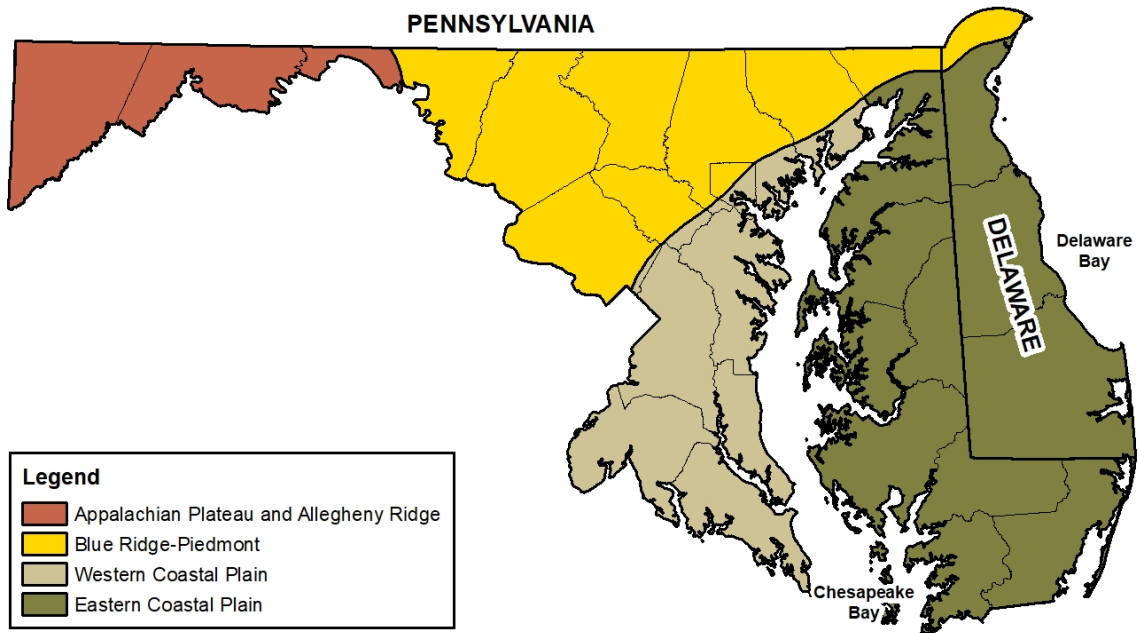 PENNSYLVANIA
DELAWARE
Delaware
Bay
Chesapeake
Bay
Legend
Appalachian Plateau and Allegheny Ridge
Blue Ridge-Piedmont
Western Coastal Plain
Eastern Coastal Plain